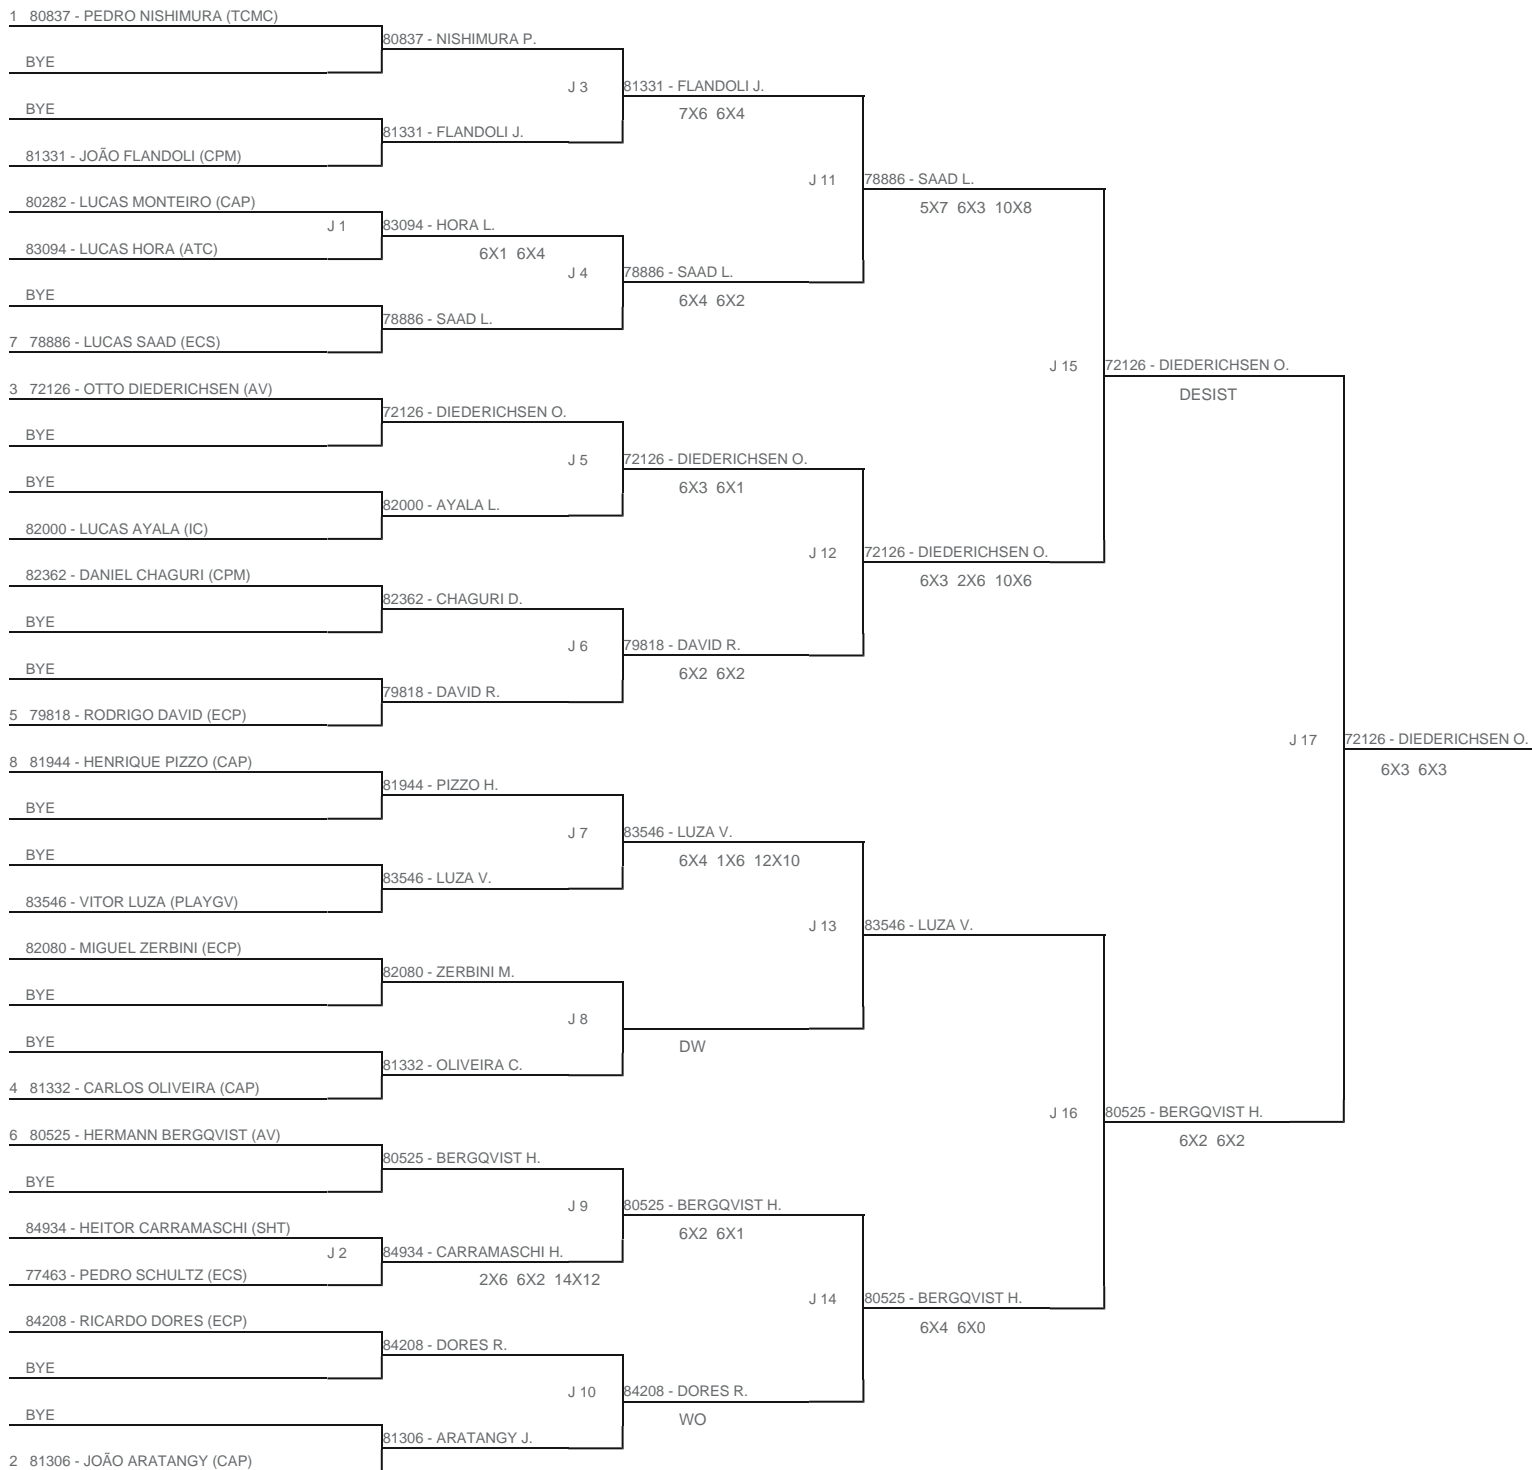 1 80837 - PEDRO NISHIMURA (TCMC)
80837 - NISHIMURA P.
BYE
J 3
81331 - FLANDOLI J.
BYE
7X6 6X4
81331 - FLANDOLI J.
81331 - JOÃO FLANDOLI (CPM)
J 11
78886 - SAAD L.
80282 - LUCAS MONTEIRO (CAP)
5X7 6X3 10X8
J 1
83094 - HORA L.
83094 - LUCAS HORA (ATC)
6X1 6X4
J 4
78886 - SAAD L.
BYE
6X4 6X2
78886 - SAAD L.
7 78886 - LUCAS SAAD (ECS)
J 15
72126 - DIEDERICHSEN O.
3 72126 - OTTO DIEDERICHSEN (AV)
DESIST
72126 - DIEDERICHSEN O.
BYE
J 5
72126 - DIEDERICHSEN O.
BYE
6X3 6X1
82000 - AYALA L.
82000 - LUCAS AYALA (IC)
J 12
72126 - DIEDERICHSEN O.
82362 - DANIEL CHAGURI (CPM)
6X3 2X6 10X6
82362 - CHAGURI D.
BYE
J 6
79818 - DAVID R.
BYE
6X2 6X2
79818 - DAVID R.
5 79818 - RODRIGO DAVID (ECP)
J 17
72126 - DIEDERICHSEN O.
8 81944 - HENRIQUE PIZZO (CAP)
6X3 6X3
81944 - PIZZO H.
BYE
J 7
83546 - LUZA V.
BYE
6X4 1X6 12X10
83546 - LUZA V.
83546 - VITOR LUZA (PLAYGV)
J 13
83546 - LUZA V.
82080 - MIGUEL ZERBINI (ECP)
82080 - ZERBINI M.
BYE
J 8
BYE
DW
81332 - OLIVEIRA C.
4 81332 - CARLOS OLIVEIRA (CAP)
J 16
80525 - BERGQVIST H.
6 80525 - HERMANN BERGQVIST (AV)
6X2 6X2
80525 - BERGQVIST H.
BYE
J 9
80525 - BERGQVIST H.
84934 - HEITOR CARRAMASCHI (SHT)
6X2 6X1
J 2
84934 - CARRAMASCHI H.
77463 - PEDRO SCHULTZ (ECS)
2X6 6X2 14X12
J 14
80525 - BERGQVIST H.
84208 - RICARDO DORES (ECP)
6X4 6X0
84208 - DORES R.
BYE
J 10
84208 - DORES R.
BYE
WO
81306 - ARATANGY J.
2 81306 - JOÃO ARATANGY (CAP)